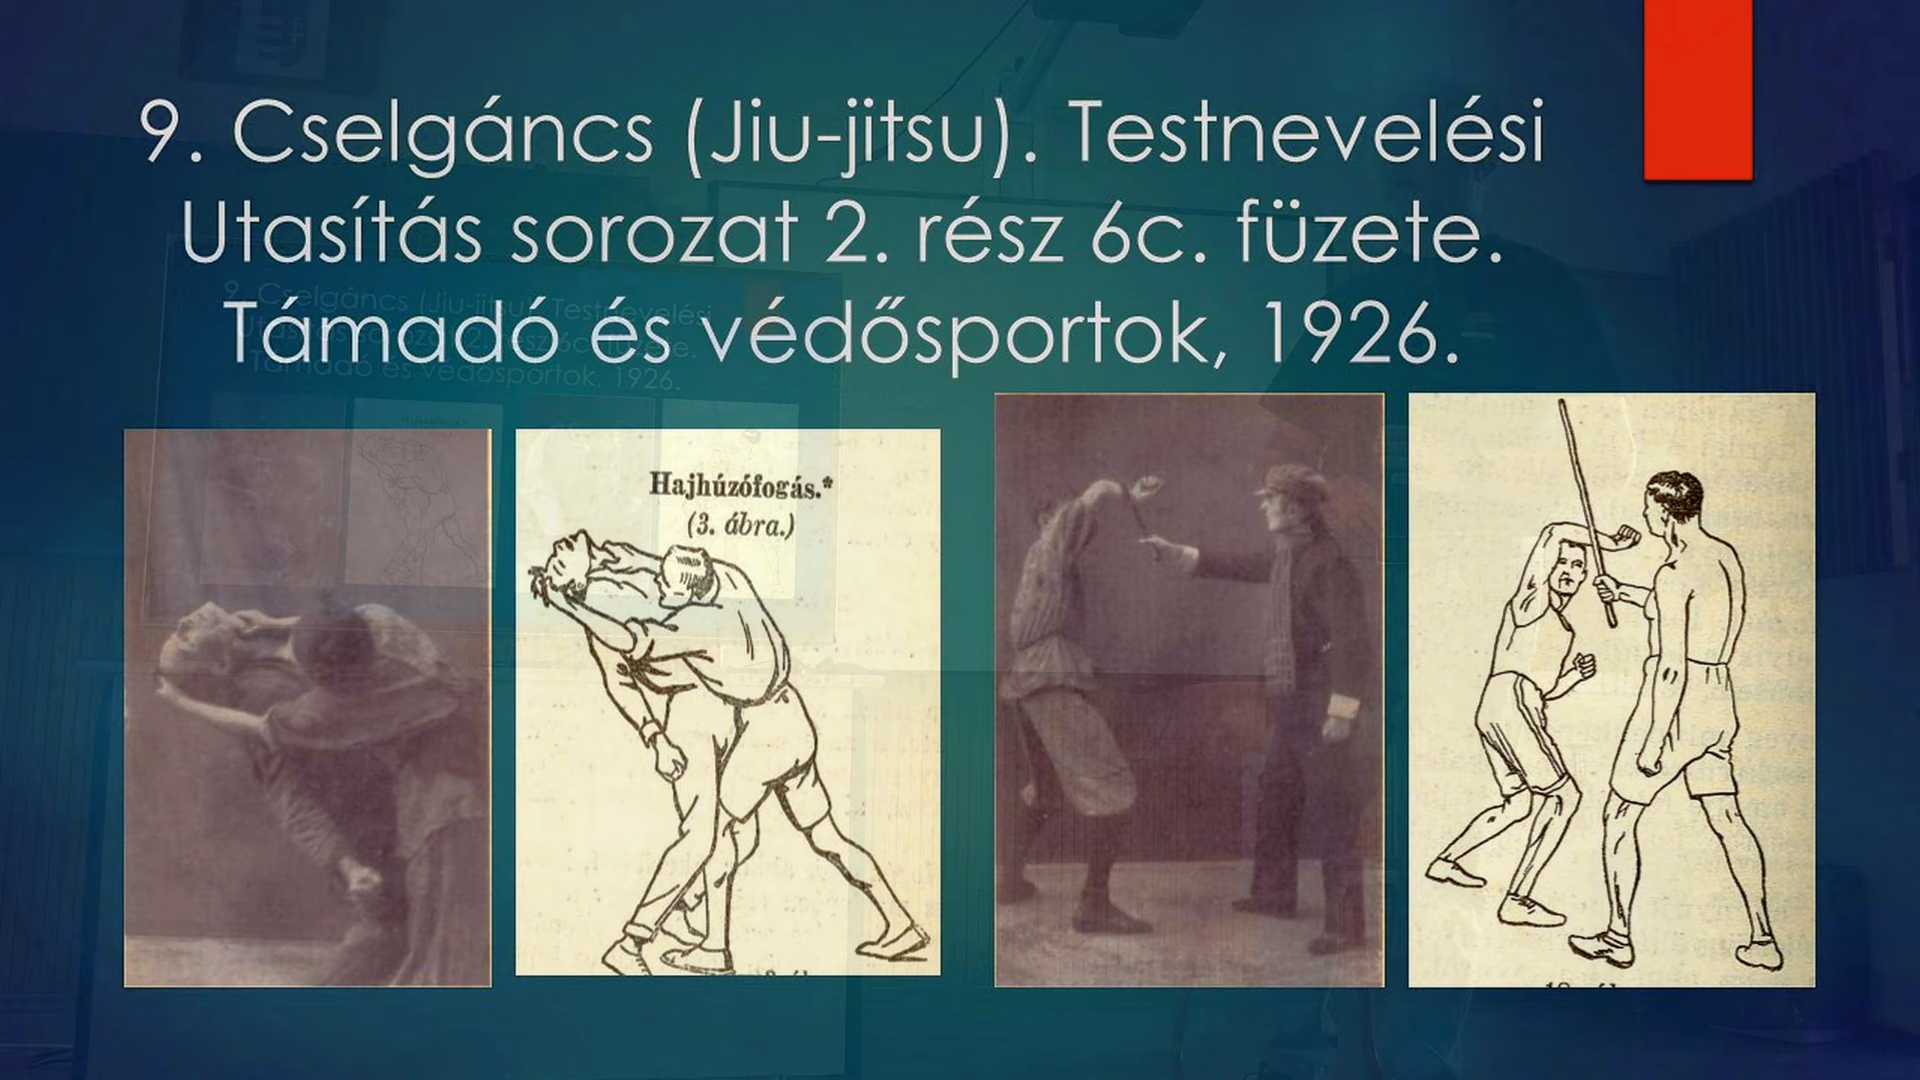 9. Cselgáncs (Jiu-jitsu). Testnevelési
Utasítás sorozat 2. rész 6c. füzete.
Támadó és védősportok, 1926.
Hajhúzófogás.*
(3. ábra.)